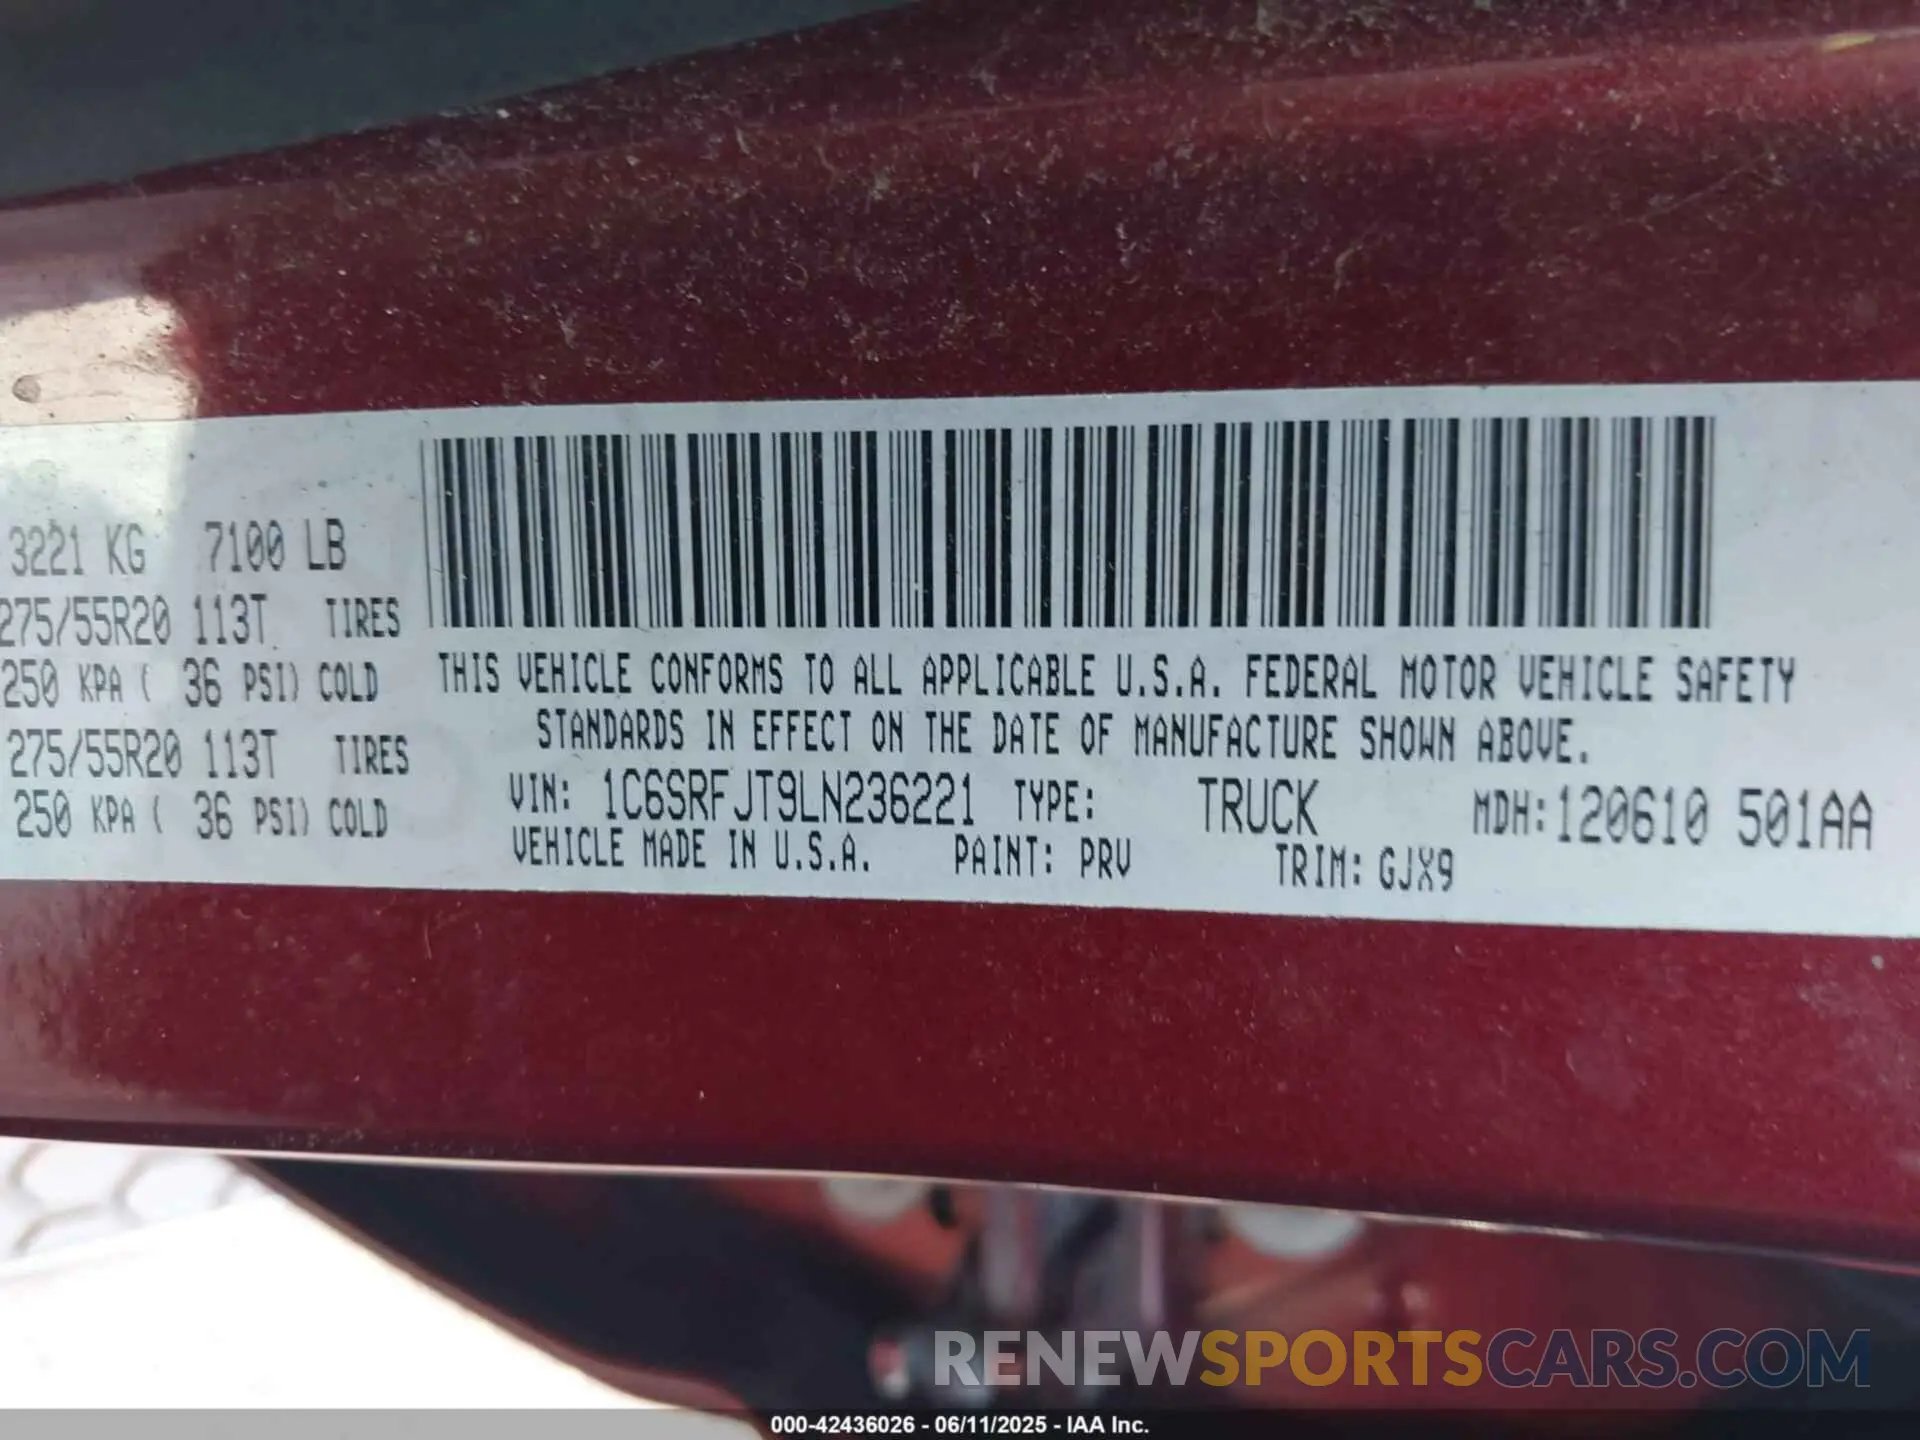 3221 KG 7100 LB
275/55R20 113T TIRES
250 KPA ( 36 PSI) COLD
275/55R20 113T TIRES
250 KPA ( 36 PSI) COLD
THIS VEHICLE CONFORMS TO ALL APPLICABLE U.S.A. FEDERAL MOTOR VEHICLE SAFETY
STANDARDS IN EFFECT ON THE DATE OF MANUFACTURE SHOWN ABOVE.
VIN: 1C6SRFJT9LN236221 TYPE: TRUCK MDH:120610 501AA
VEHICLE MADE IN U.S.A. PAINT: PRV TRIM: GJX9
RENEWSPORTSCARS.COM
000-42436026 - 06/11/2025 - IAA Inc.